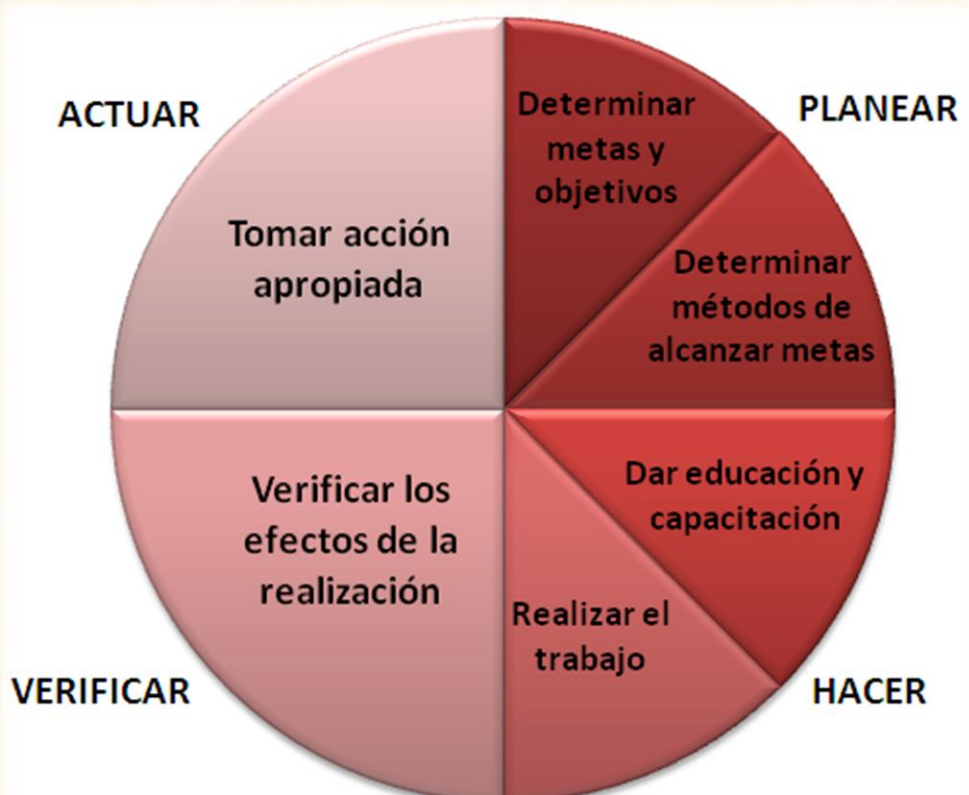 ACTUAR
PLANEAR
Determinar
metas y
objetivos
Determinar
métodos de
alcanzar metas
Dar educación y
capacitación
HACER
Realizar el
trabajo
Verificar los
efectos de la
realización
VERIFICAR
Tomar acción
apropiada